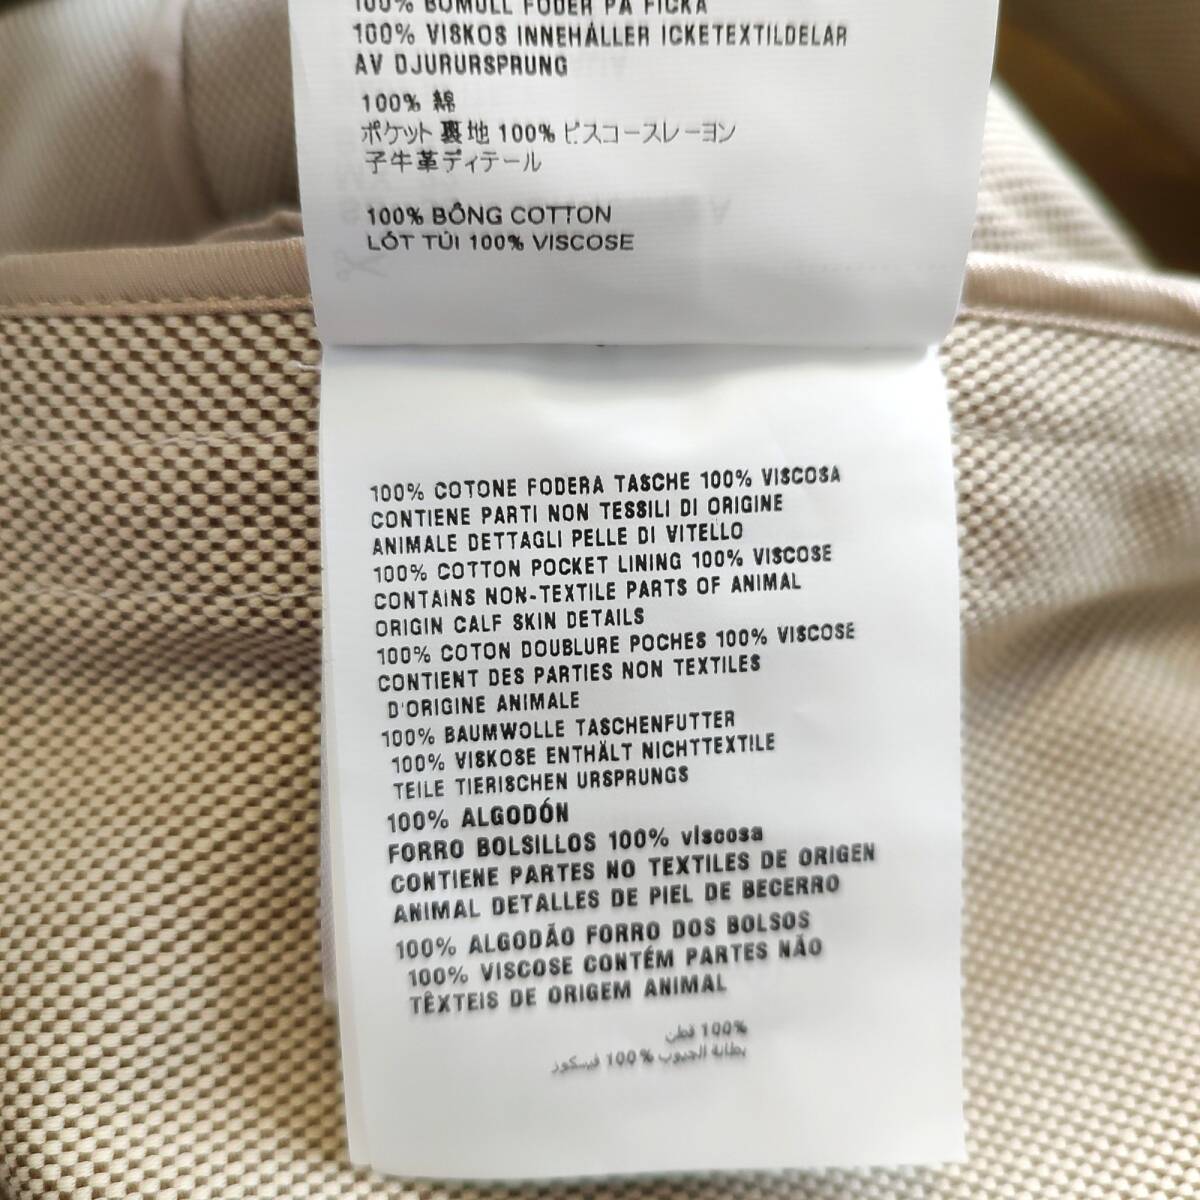 100% BOMULL FODER PÅ FICKA
100% VISKOS INNEHÅLLER ICKETEXTILDELAR
AV DJURURSPRUNG
100% 綿
ポケット 裏地 100% ビスコースレーヨン
子牛革ディテール
100% BÔNG COTTON
LÓT TÚI 100% VISCOSE
100% COTONE FODERA TASCHE 100% VISCOSA
CONTIENE PARTI NON TESSILI DI ORIGINE
ANIMALE DETTAGLI PELLE DI VITELLO
100% COTTON POCKET LINING 100% VISCOSE
CONTAINS NON-TEXTILE PARTS OF ANIMAL
ORIGIN CALF SKIN DETAILS
100% COTON DOUBLURE POCHES 100% VISCOSE
CONTIENT DES PARTIES NON TEXTILES
D'ORIGINE ANIMALE
100% BAUMWOLLE TASCHENFUTTER
100% VISKOSE ENTHÄLT NICHTTEXTILE
TEILE TIERISCHEN URSPRUNGS
100% ALGODÓN
FORRO BOLSILLOS 100% viscosa
CONTIENE PARTES NO TEXTILES DE ORIGEN
ANIMAL DETALLES DE PIEL DE BECERRO
100% ALGODÃO FORRO DOS BOLSOS
100% VISCOSE CONTÉM PARTES NÃO
TÊXTEIS DE ORIGEM ANIMAL
100% قطن
بطانة الجيوب 100% فيسكوز